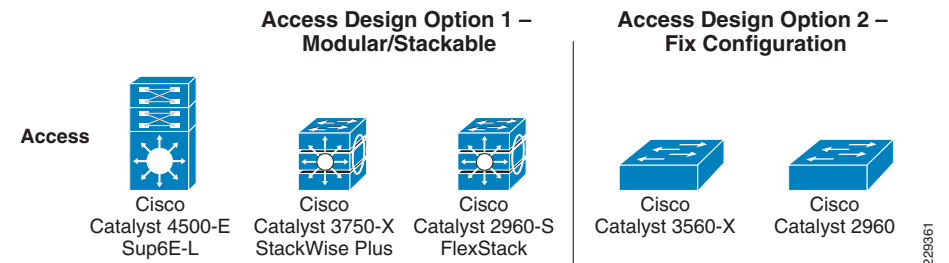 Access Design Option 1 –
Modular/Stackable
Access Design Option 2 –
Fix Configuration
Access
Cisco
Catalyst 4500-E
Sup6E-L
Cisco
Catalyst 3750-X
StackWise Plus
Cisco
Catalyst 2960-S
FlexStack
Cisco
Catalyst 3560-X
Cisco
Catalyst 2960
229361